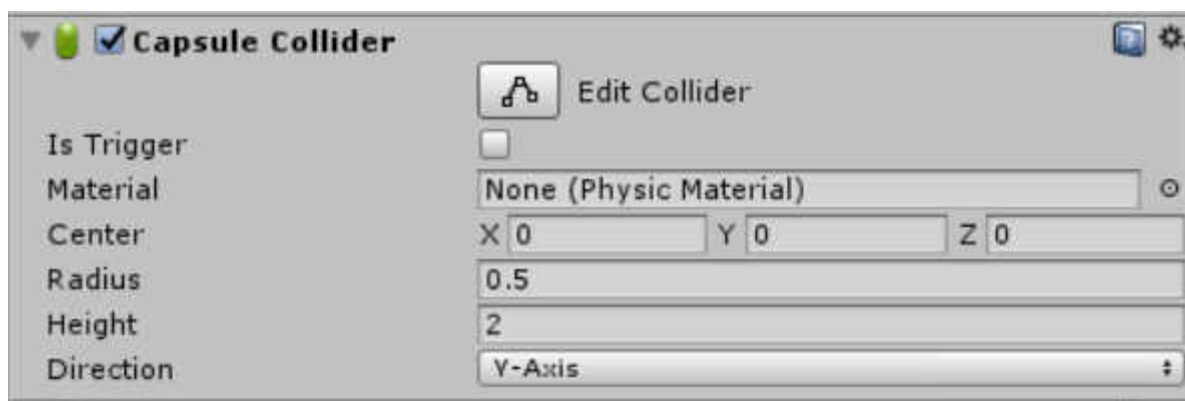 Capsule Collider
Edit Collider
Is Trigger
Material None (Physic Material)
Center X 0 Y 0 Z 0
Radius 0.5
Height 2
Direction Y-Axis